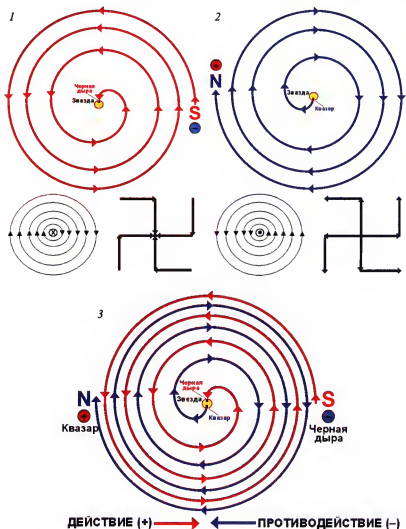 1
Черная
дыра
Звезда
S
2
N
Звезда
Квазар
3
N
Квазар
Черная
дыра
Звезда
Квазар
S
Черная
дыра
ДЕЙСТВИЕ (+)
ПРОТИВОДЕЙСТВИЕ (–)